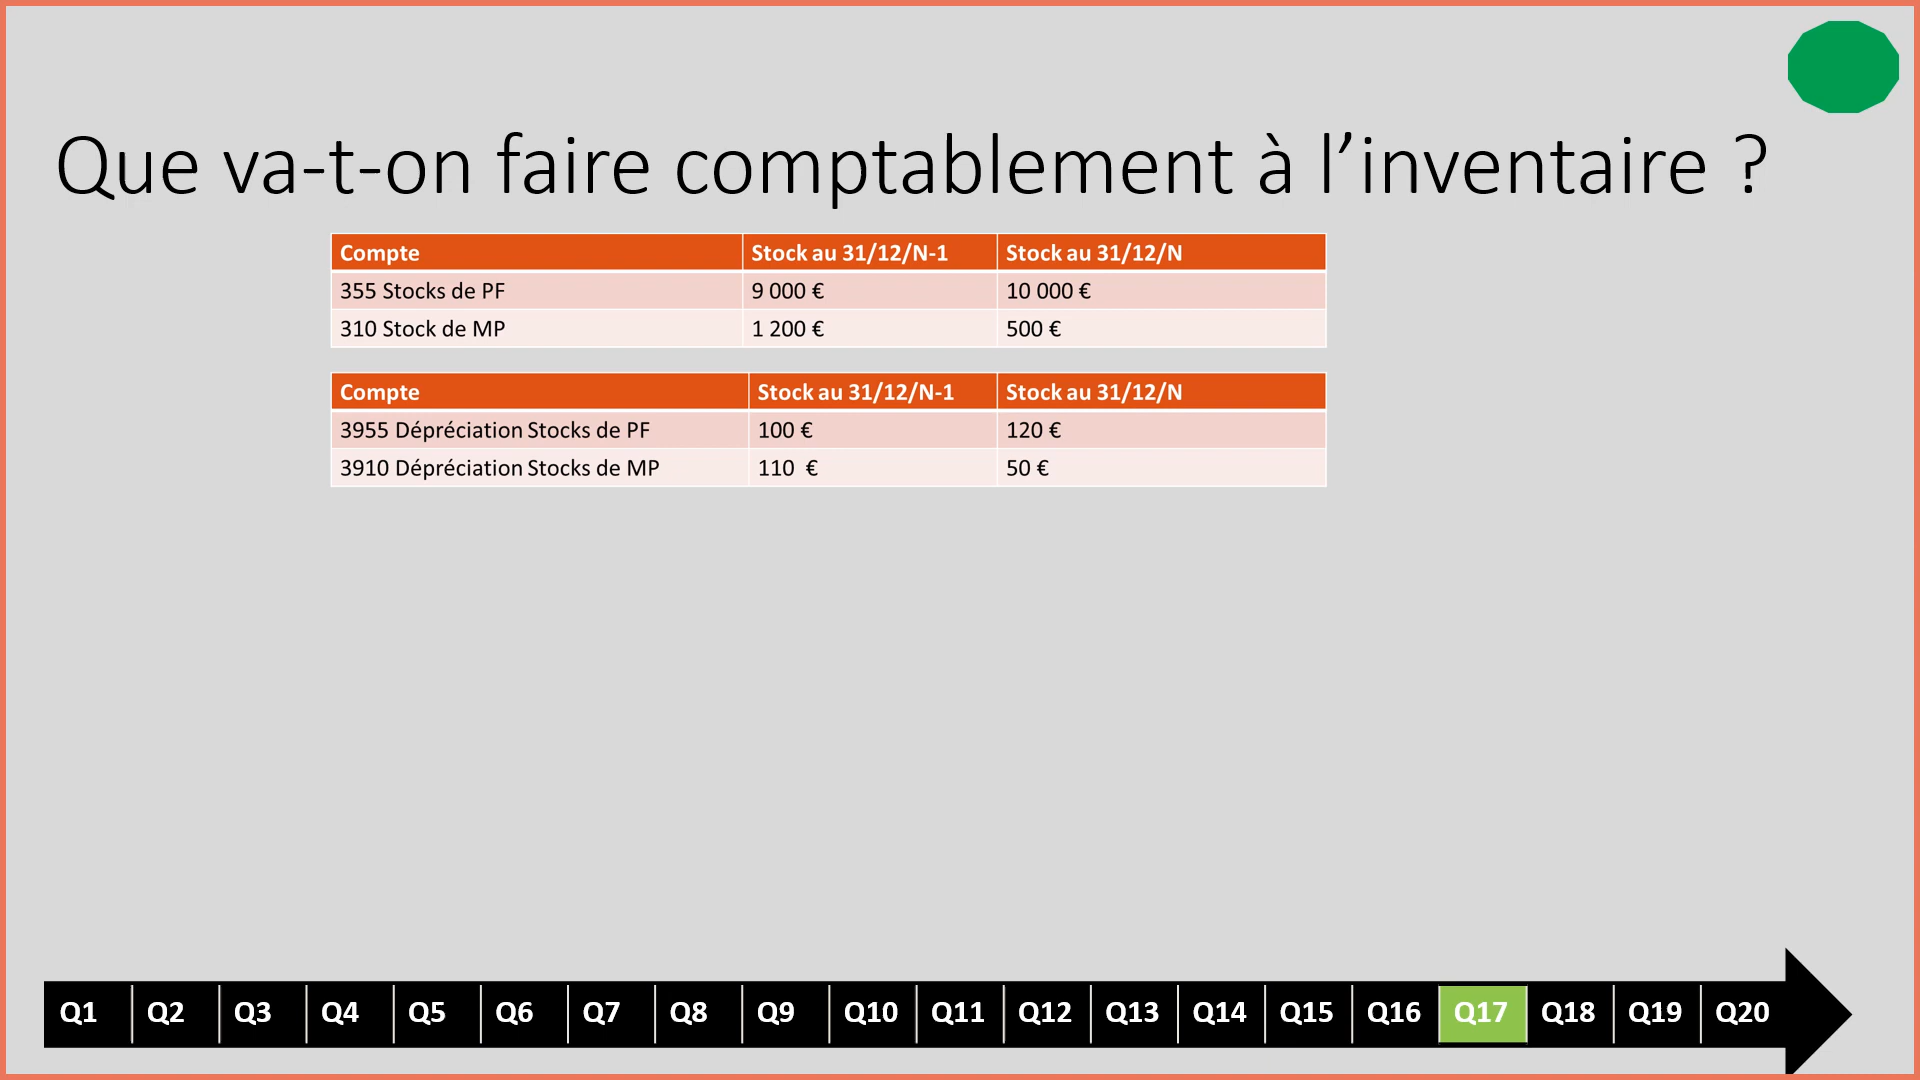 Que va-t-on faire comptablement à l’inventaire ?
Compte Stock au 31/12/N-1 Stock au 31/12/N
355 Stocks de PF 9 000 € 10 000 €
310 Stock de MP 1 200 € 500 €
Compte Stock au 31/12/N-1 Stock au 31/12/N
3955 Dépréciation Stocks de PF 100 € 120 €
3910 Dépréciation Stocks de MP 110 € 50 €
Q1 Q2 Q3 Q4 Q5 Q6 Q7 Q8 Q9 Q10 Q11 Q12 Q13 Q14 Q15 Q16 Q17 Q18 Q19 Q20